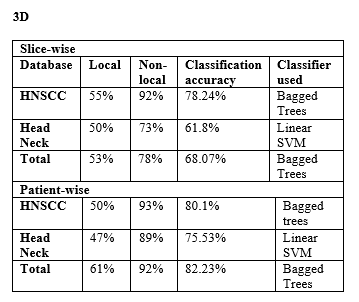 3D
Slice-wise
Database Local Non-local Classification accuracy Classifier used
HNSCC 55% 92% 78.24% Bagged Trees
Head Neck 50% 73% 61.8% Linear SVM
Total 53% 78% 68.07% Bagged Trees
Patient-wise
HNSCC 50% 93% 80.1% Bagged trees
Head Neck 47% 89% 75.53% Linear SVM
Total 61% 92% 82.23% Bagged Trees